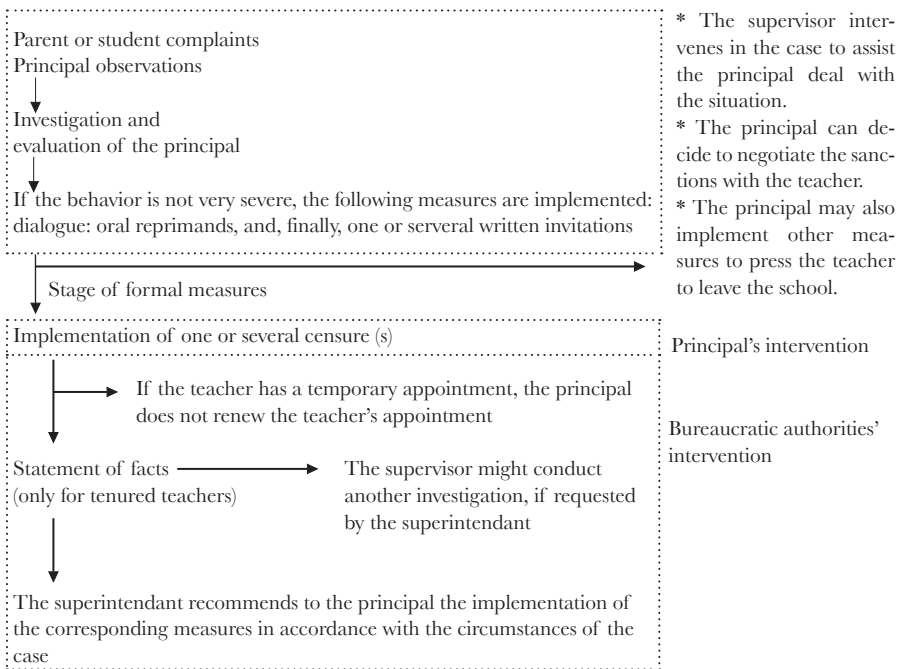 Parent or student complaints
Principal observations
Investigation and
evaluation of the principal
If the behavior is not very severe, the following measures are implemented:
dialogue: oral reprimands, and, finally, one or serveral written invitations
* The supervisor inter-
venes in the case to assist
the principal deal with
the situation.
* The principal can de-
cide to negotiate the sanc-
tions with the teacher.
* The principal may also
implement other mea-
sures to press the teacher
to leave the school.
Stage of formal measures
Implementation of one or several censure (s)
Principal's intervention
If the teacher has a temporary appointment, the principal
does not renew the teacher's appointment
Bureaucratic authorities'
intervention
Statement of facts
(only for tenured teachers)
The supervisor might conduct
another investigation, if requested
by the superintendant
The superintendant recommends to the principal the implementation of
the corresponding measures in accordance with the circumstances of the
case